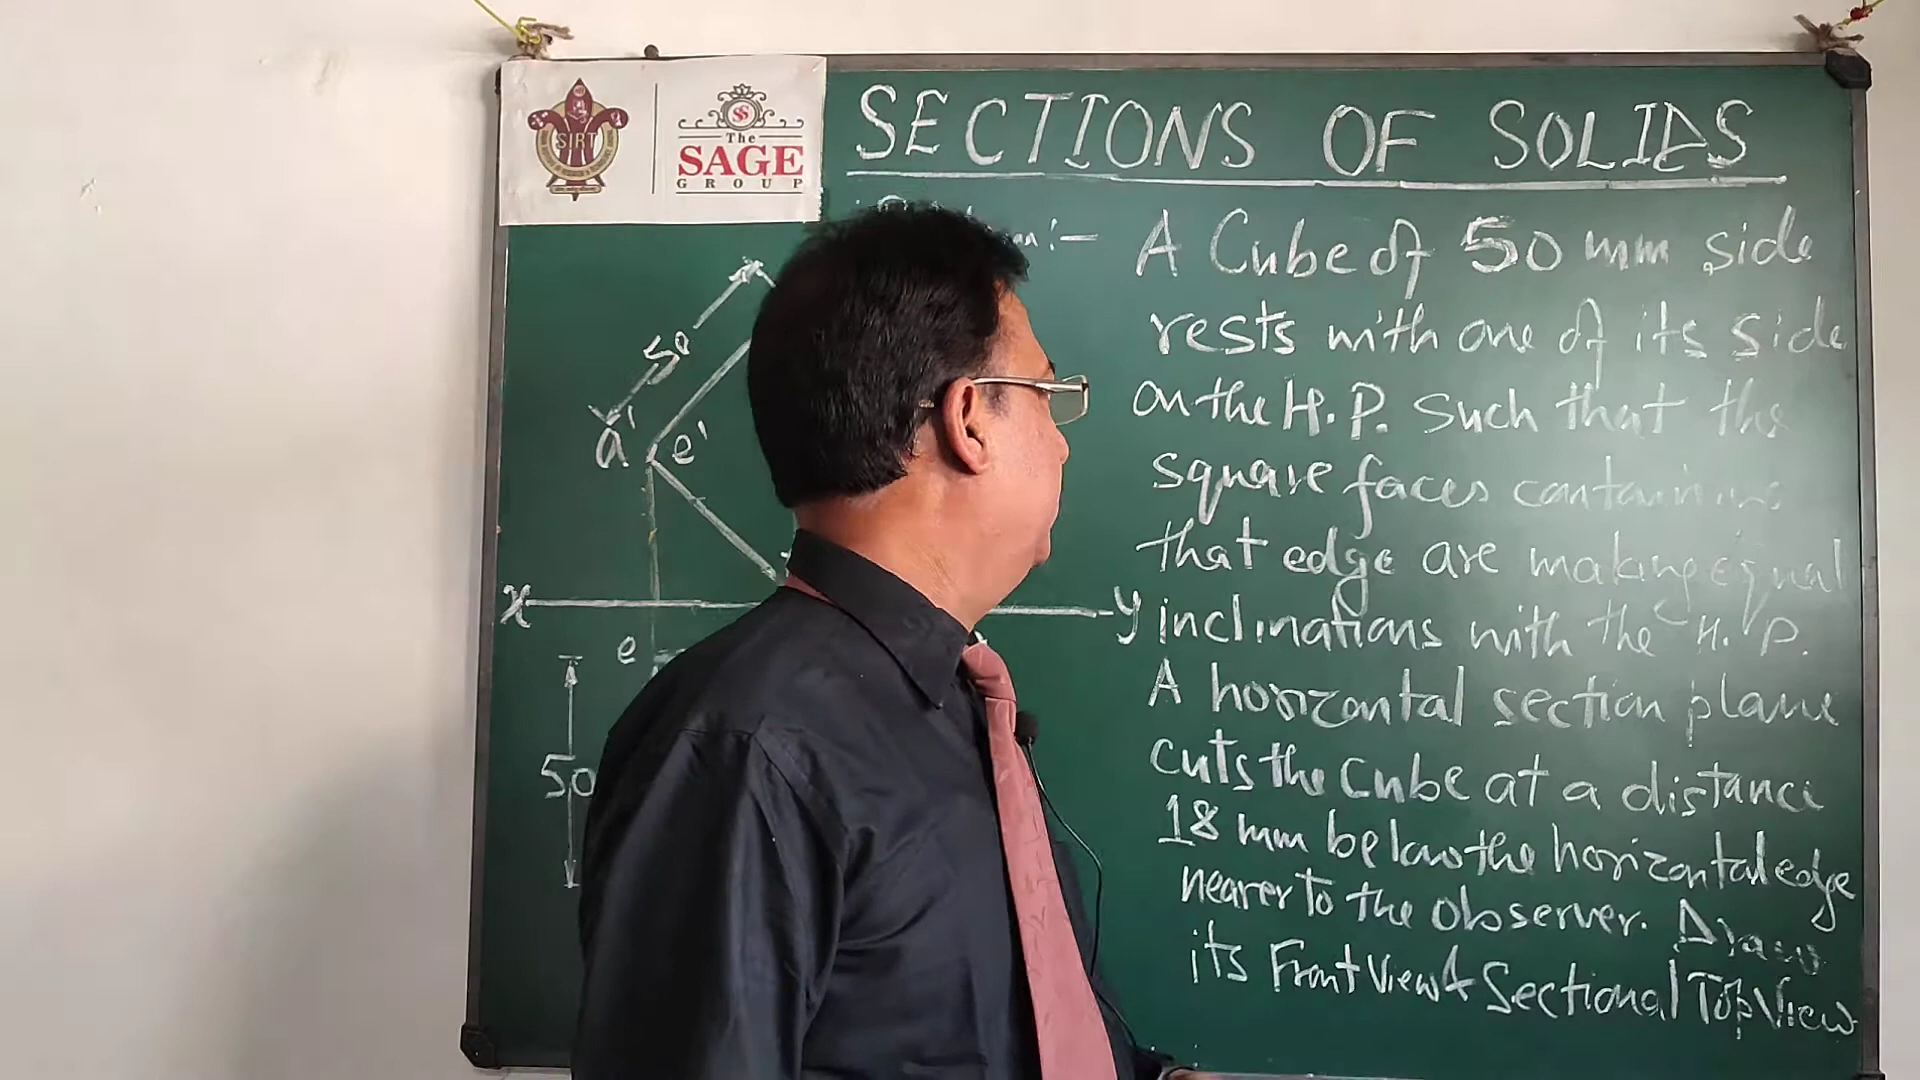 SIRT
SS
The
SAGE
GROUP
SECTIONS OF SOLIDS
:- A Cube of 50 mm side
rests with one of its side
on the H.P. such that the
square faces containing
that edge are making equal
inclinations with the H.P.
A horizontal section plane
cuts the cube at a distance
18 mm below the horizontal edge
nearer to the observer. Draw
its Front View & Sectional Top View
50
a' e'
x y
e
50